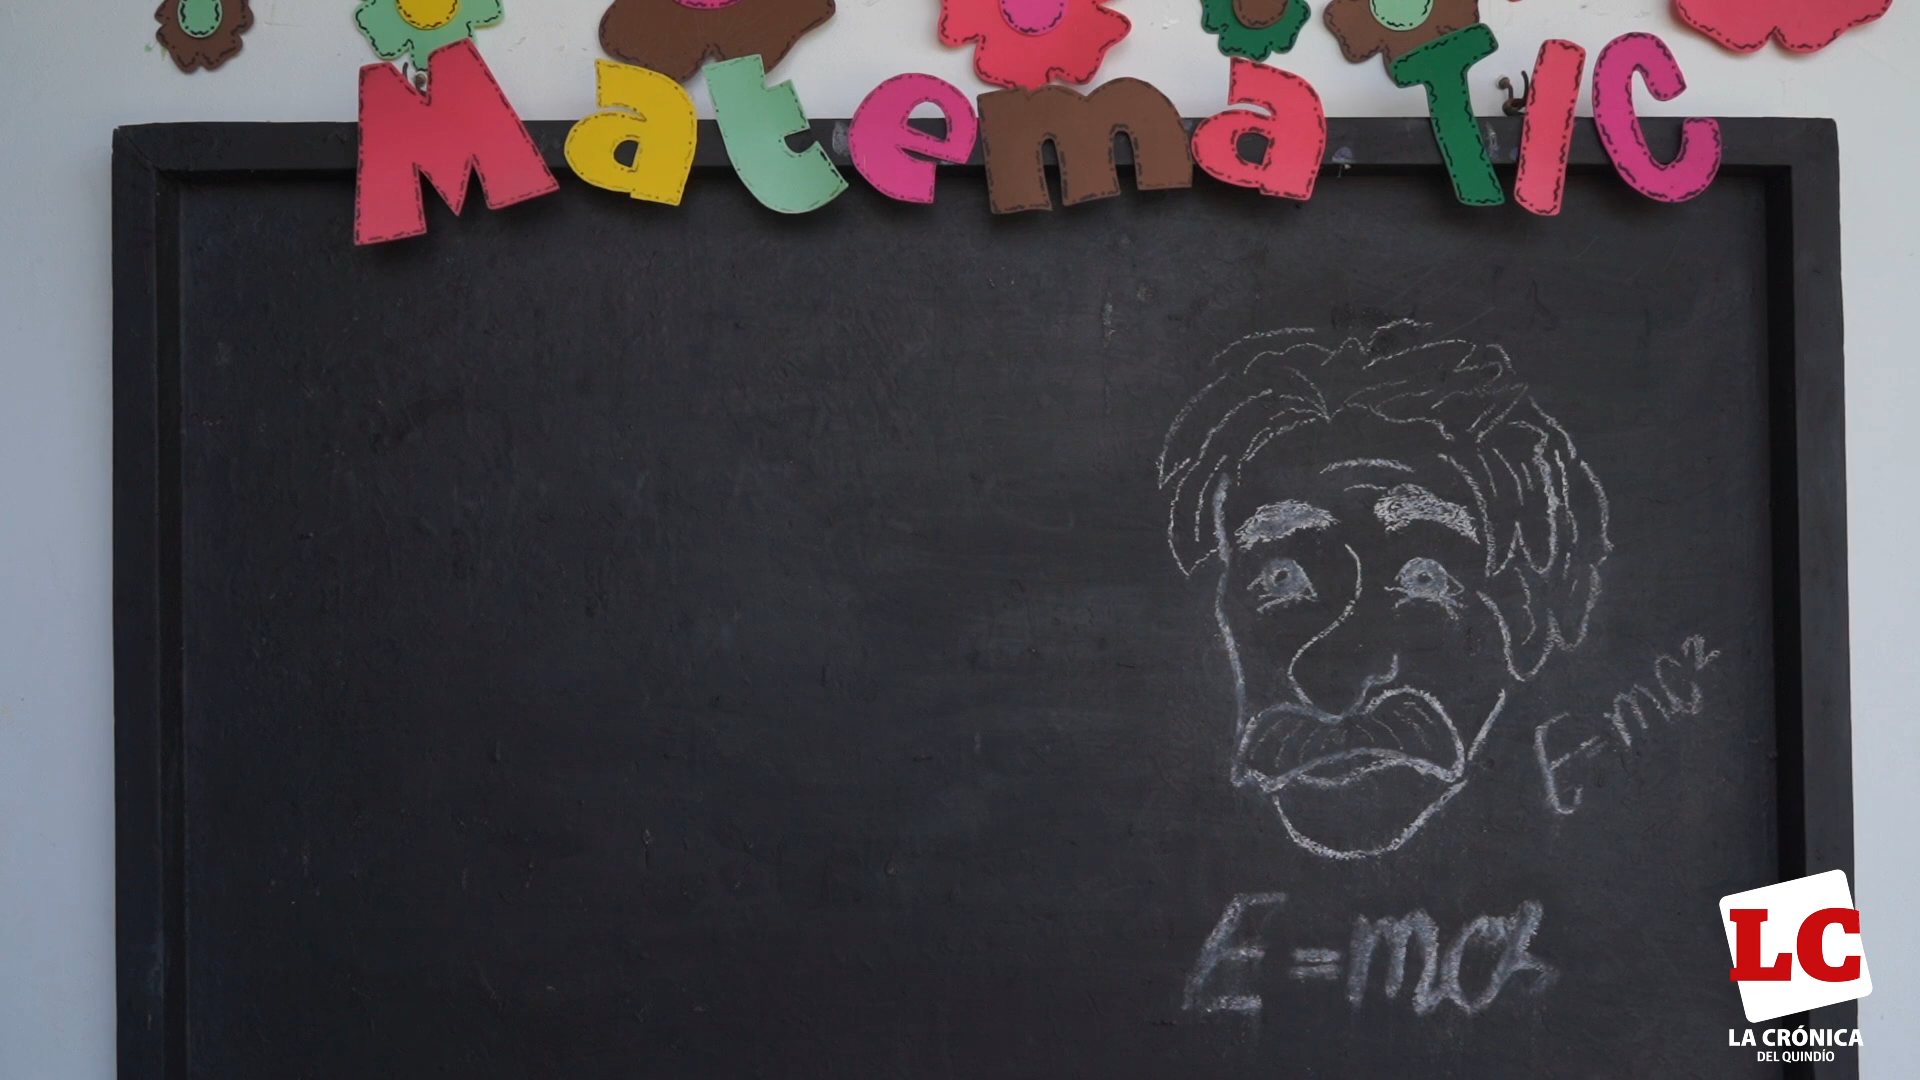 MatemaTIC
E=mc²
E=mc²
LC
LA CRÓNICA
DEL QUINDÍO